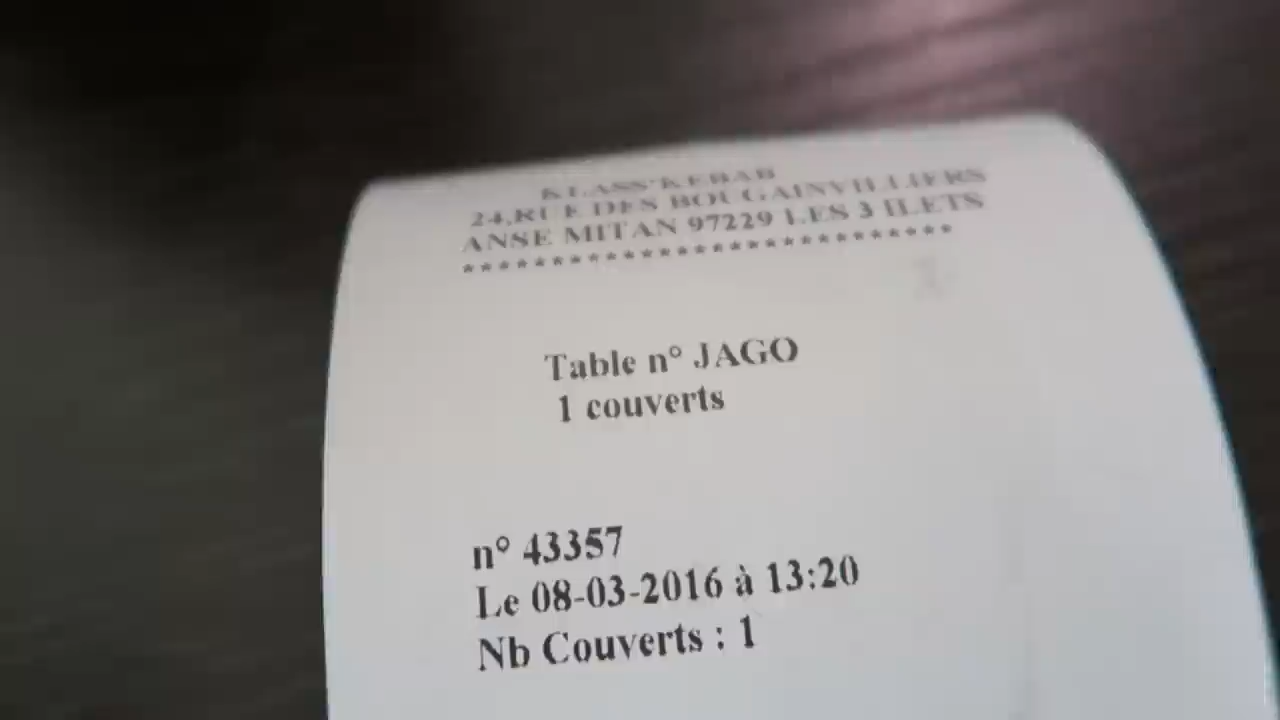 KLASS'KEBAB
24,RUE DES BOUGAINVILLIERS
ANSE MITAN 97229 LES 3 ILETS
****************************
Table n° JAGO
1 couverts
n° 43357
Le 08-03-2016 à 13:20
Nb Couverts : 1